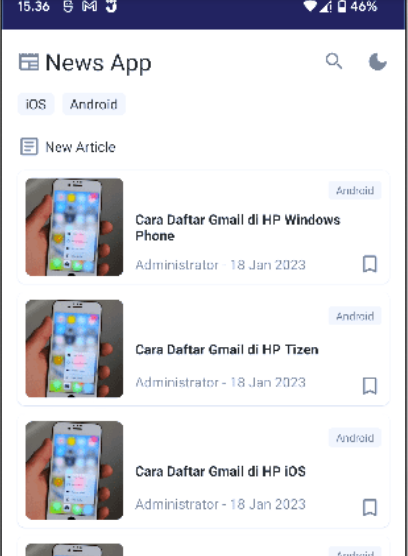 15.36
46%
News App
iOS Android
New Article
Android
Cara Daftar Gmail di HP Windows
Phone
Administrator - 18 Jan 2023
Android
Cara Daftar Gmail di HP Tizen
Administrator - 18 Jan 2023
Android
Cara Daftar Gmail di HP iOS
Administrator - 18 Jan 2023
Android